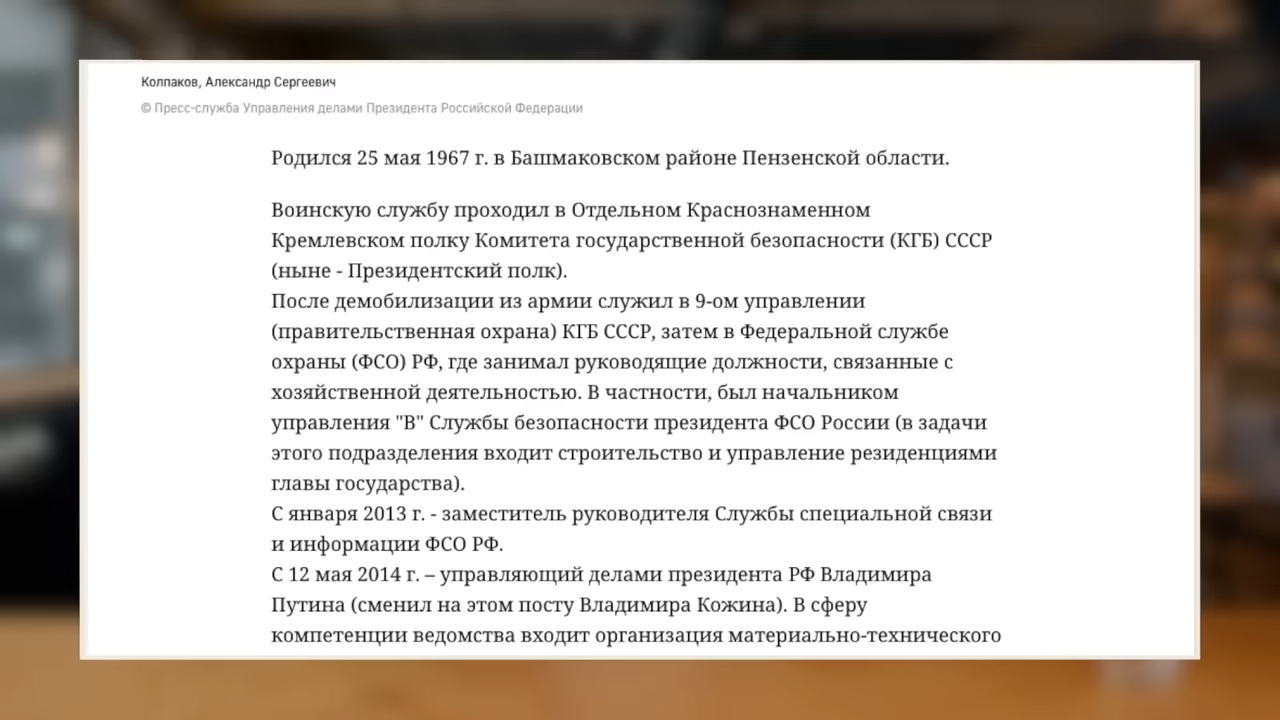 Колпаков, Александр Сергеевич
© Пресс-служба Управления делами Президента Российской Федерации
Родился 25 мая 1967 г. в Башмаковском районе Пензенской области.
Воинскую службу проходил в Отдельном Краснознаменном
Кремлевском полку Комитета государственной безопасности (КГБ) СССР
(ныне - Президентский полк).
После демобилизации из армии служил в 9-ом управлении
(правительственная охрана) КГБ СССР, затем в Федеральной службе
охраны (ФСО) РФ, где занимал руководящие должности, связанные с
хозяйственной деятельностью. В частности, был начальником
управления "В" Службы безопасности президента ФСО России (в задачи
этого подразделения входит строительство и управление резиденциями
главы государства).
С января 2013 г. - заместитель руководителя Службы специальной связи
и информации ФСО РФ.
С 12 мая 2014 г. – управляющий делами президента РФ Владимира
Путина (сменил на этом посту Владимира Кожина). В сферу
компетенции ведомства входит организация материально-технического